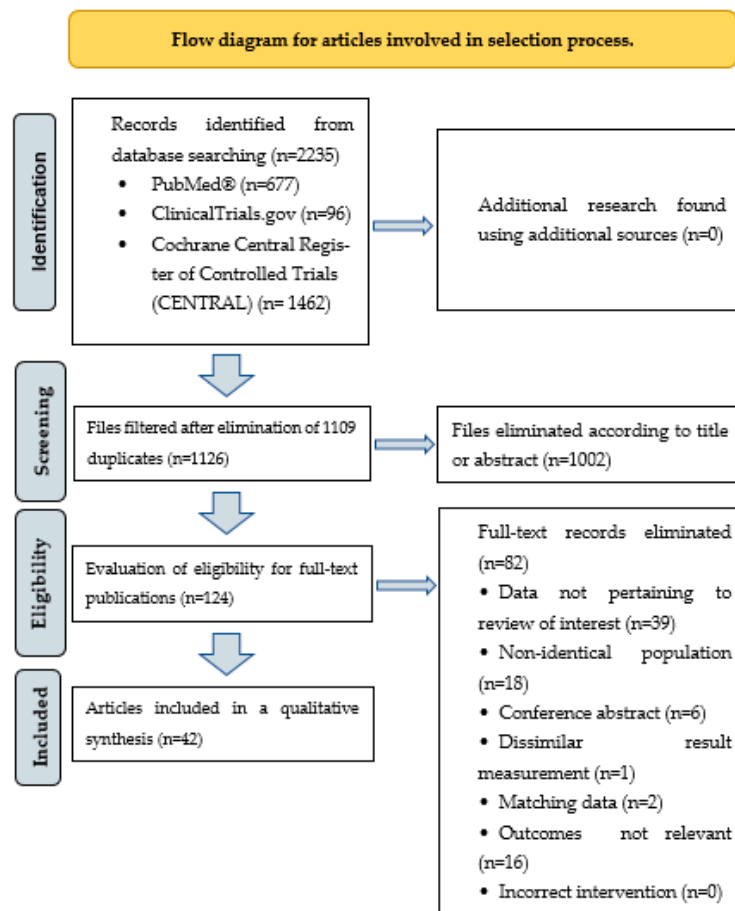 Flow diagram for articles involved in selection process.
Identification
Records identified from
database searching (n=2235)
• PubMed® (n=677)
• ClinicalTrials.gov (n=96)
• Cochrane Central Regis-
ter of Controlled Trials
(CENTRAL) (n= 1462)
Additional research found
using additional sources (n=0)
Screening
Files filtered after elimination of 1109
duplicates (n=1126)
Files eliminated according to title
or abstract (n=1002)
Eligibility
Evaluation of eligibility for full-text
publications (n=124)
Full-text records eliminated
(n=82)
• Data not pertaining to
review of interest (n=39)
• Non-identical population
(n=18)
• Conference abstract (n=6)
• Dissimilar result
measurement (n=1)
• Matching data (n=2)
• Outcomes not relevant
(n=16)
• Incorrect intervention (n=0)
Included
Articles included in a qualitative
synthesis (n=42)